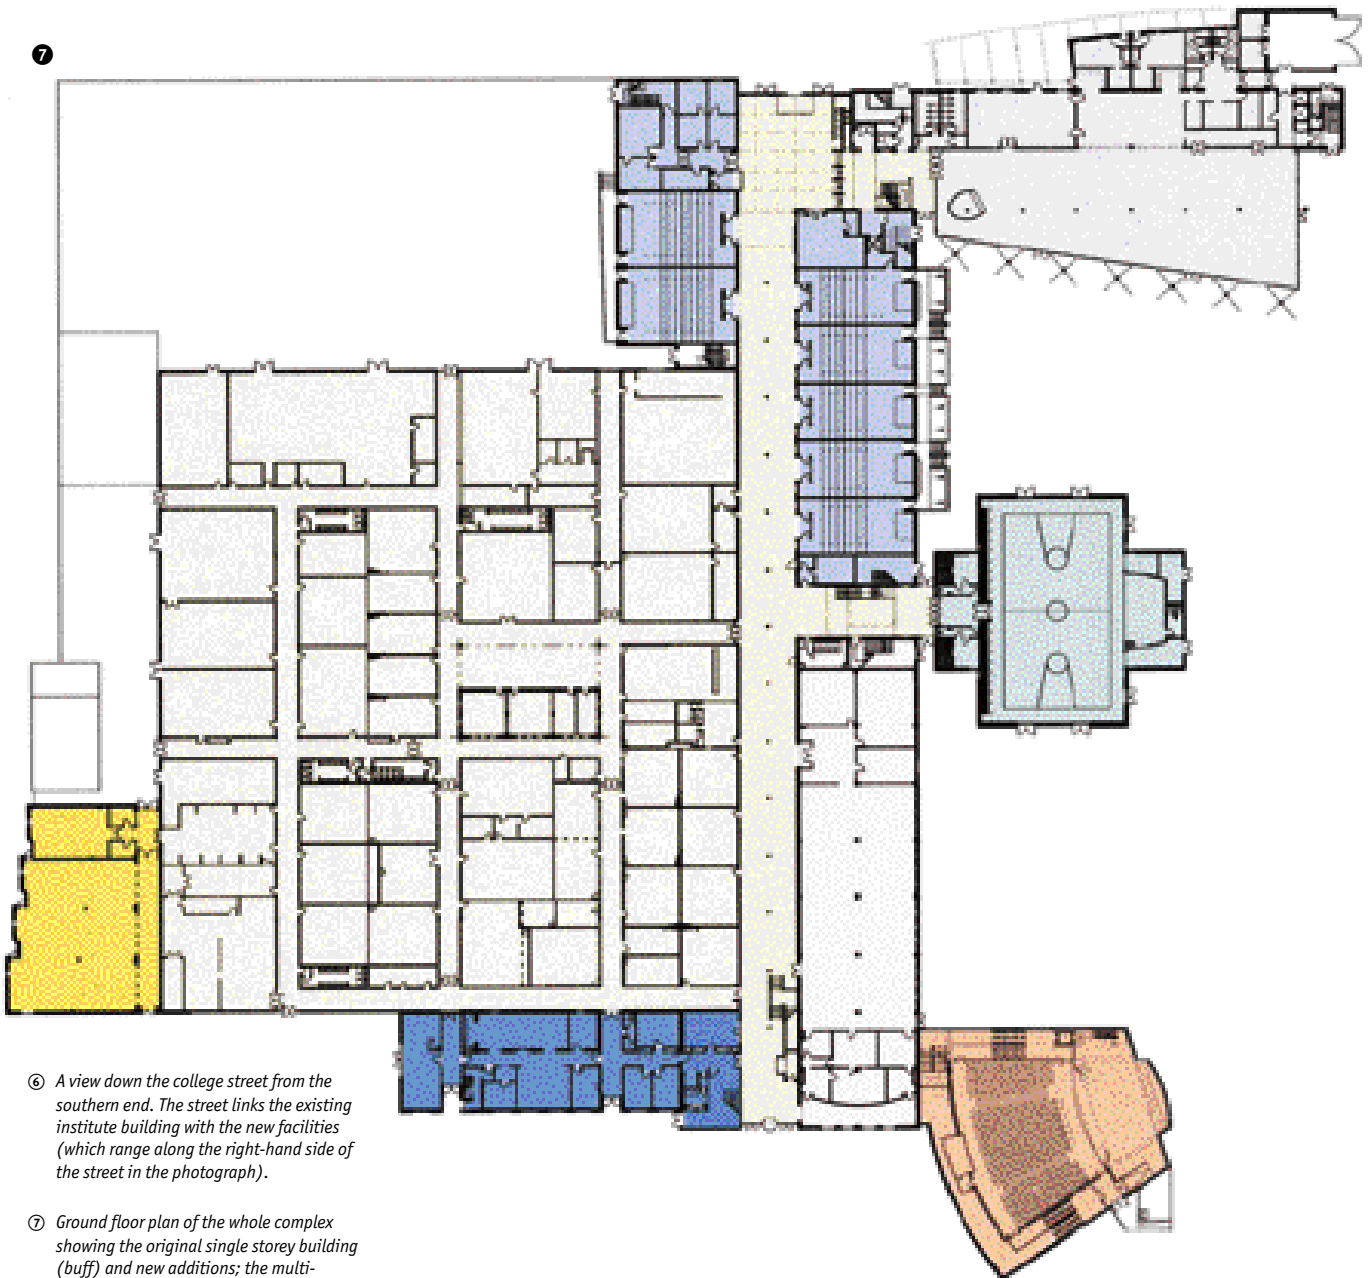 ❼
⑥ A view down the college street from the
southern end. The street links the existing
institute building with the new facilities
(which range along the right-hand side of
the street in the photograph).
⑦ Ground floor plan of the whole complex
showing the original single storey building
(buff) and new additions; the multi-